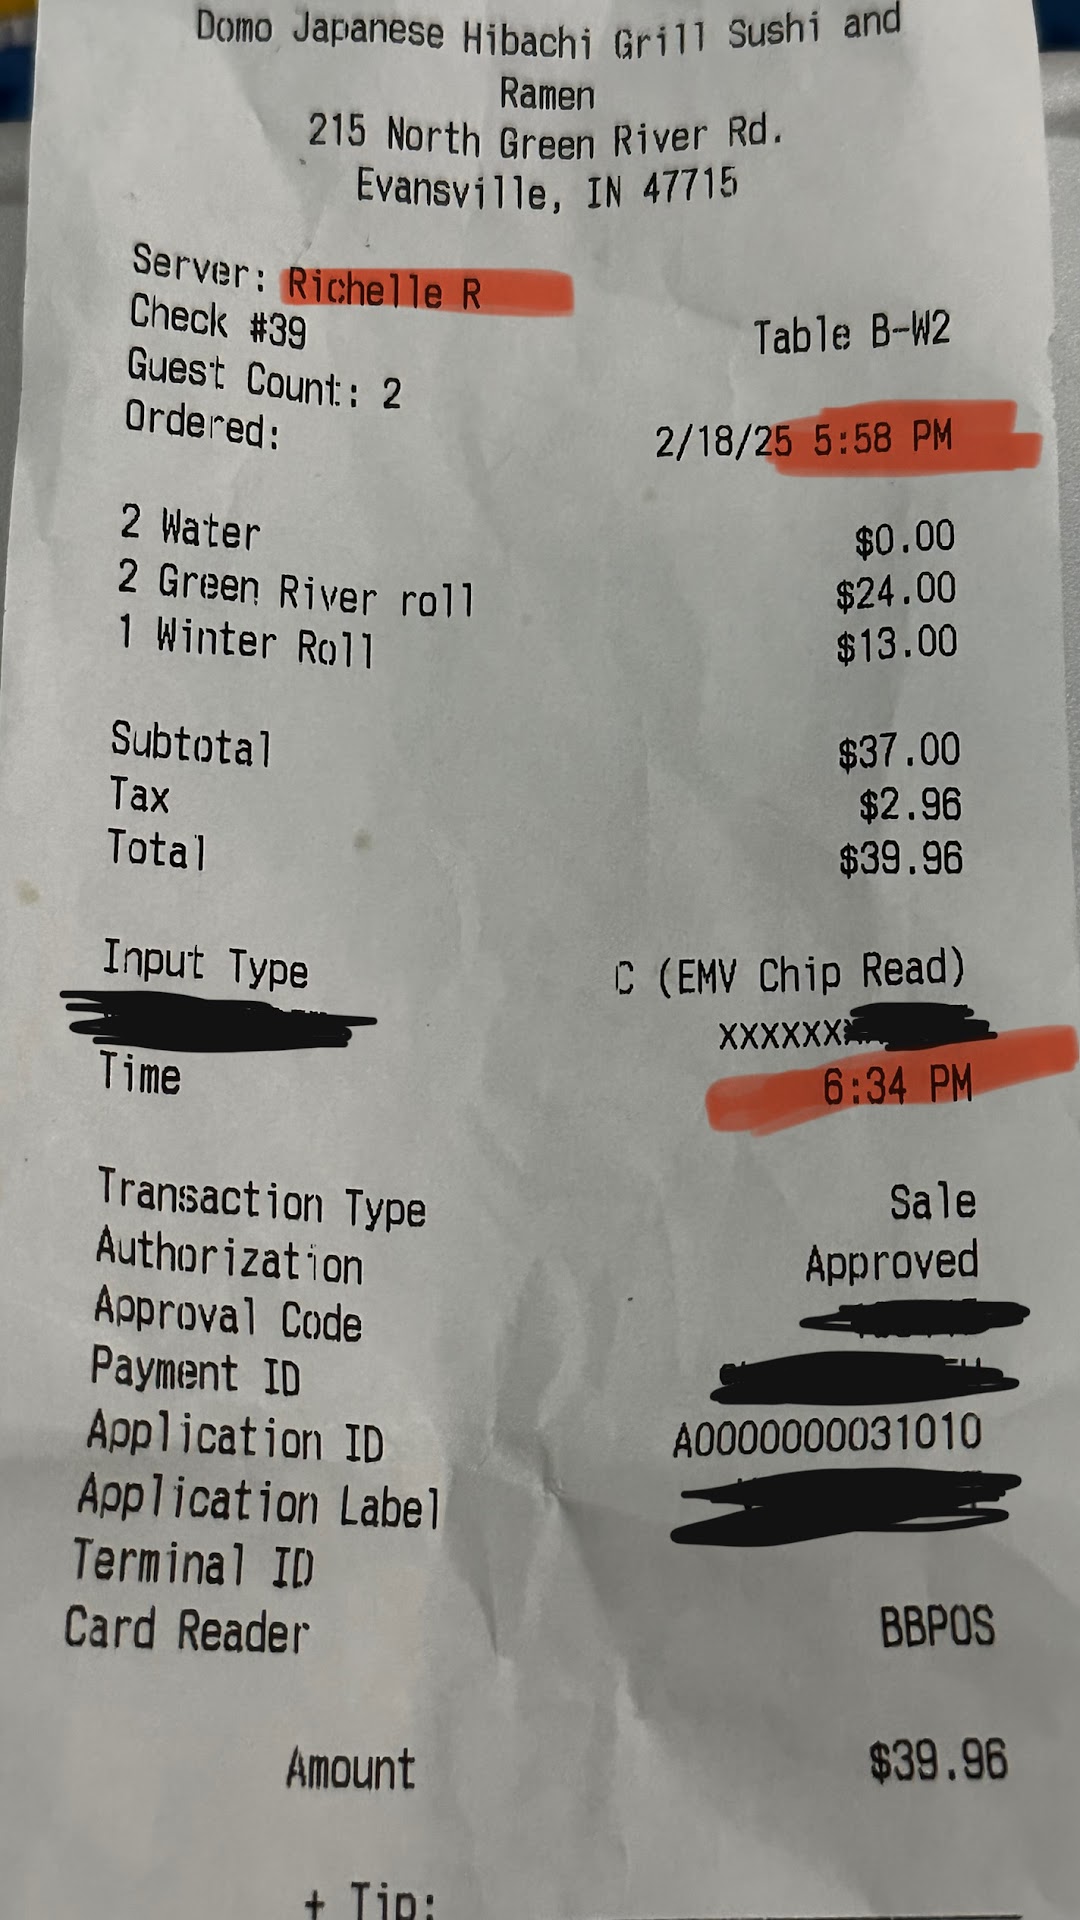 Domo Japanese Hibachi Grill Sushi and
Ramen
215 North Green River Rd.
Evansville, IN 47715
Server: Richelle R
Check #39 Table B-W2
Guest Count: 2
Ordered: 2/18/25 5:58 PM
2 Water $0.00
2 Green River roll $24.00
1 Winter Roll $13.00
Subtotal $37.00
Tax $2.96
Total $39.96
Input Type C (EMV Chip Read)
XXXXXX
Time 6:34 PM
Transaction Type Sale
Authorization Approved
Approval Code
Payment ID
Application ID A0000000031010
Application Label
Terminal ID
Card Reader BBPOS
Amount $39.96
+ Tip: